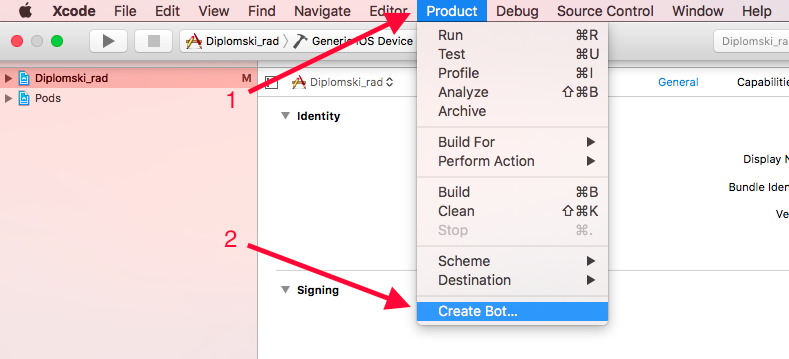 Xcode File Edit View Find Navigate Editor Product Debug Source Control Window Help
Diplomski_rad Generic iOS Device Diplomski_ra
Diplomski_rad M
Pods
Diplomski_rad General Capabilities
1
Identity
Display N
Bundle Iden
Ve
2
Signing
Run ⌘R
Test ⌘U
Profile ⌘I
Analyze ⇧⌘B
Archive
Build For
Perform Action
Build ⌘B
Clean ⇧⌘K
Stop ⌘.
Scheme
Destination
Create Bot...